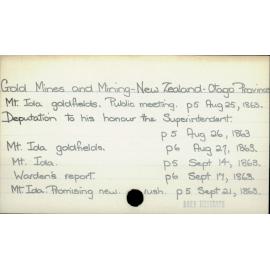 Gold Mines and Mining-New Zealand-Otago Province
Mt. Ida goldfields. Public meeting. p5 Aug 25, 1863.
Deputation to his honour the Superintendent.
p5 Aug 26, 1863
Mt. Ida goldfields. p6 Aug 27, 1863.
Mt. Ida. p5 Sept 14, 1863.
Warden's report. p6 Sept 17, 1863.
Mt Ida. Promising new rush. p5 Sept 21, 1863.